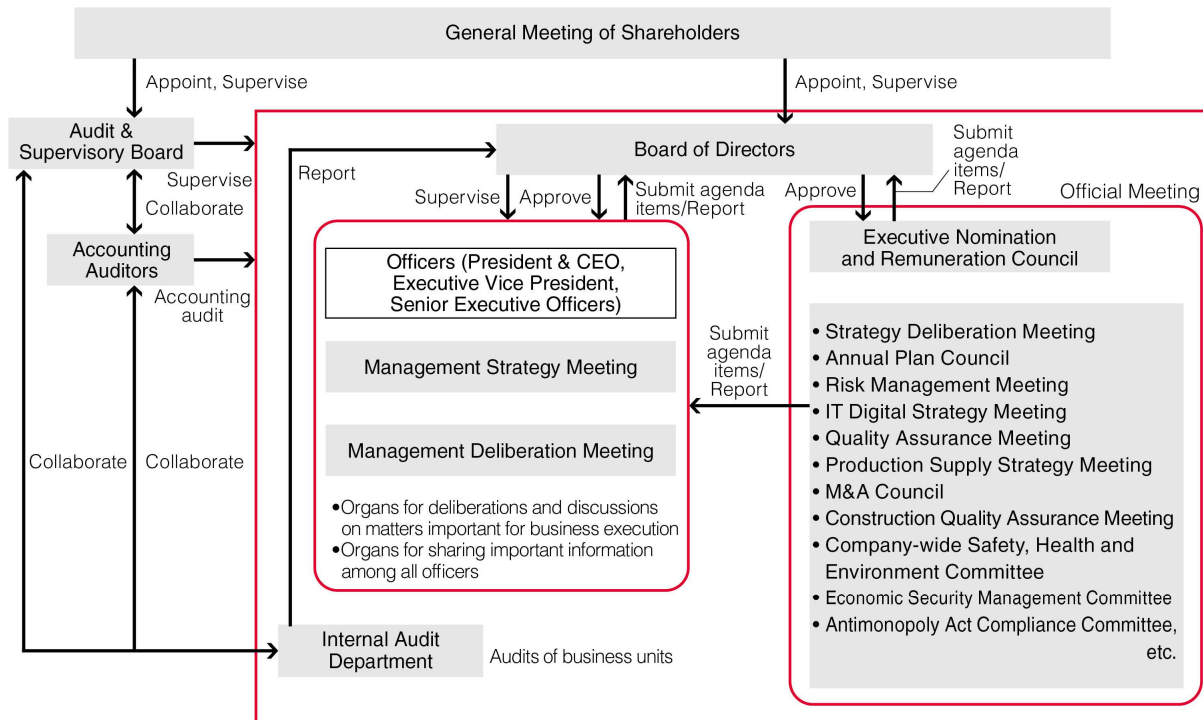 General Meeting of Shareholders
Appoint, Supervise
Appoint, Supervise
Audit &
Supervisory Board
Supervise
Collaborate
Accounting
Auditors
Accounting
audit
Collaborate
Collaborate
Report
Board of Directors
Supervise
Approve
Submit agenda
items/Report
Approve
Submit
agenda
items/
Report
Official Meeting
Officers (President & CEO,
Executive Vice President,
Senior Executive Officers)
Management Strategy Meeting
Management Deliberation Meeting
•Organs for deliberations and discussions
on matters important for business execution
•Organs for sharing important information
among all officers
Submit
agenda
items/
Report
Executive Nomination
and Remuneration Council
• Strategy Deliberation Meeting
• Annual Plan Council
• Risk Management Meeting
• IT Digital Strategy Meeting
• Quality Assurance Meeting
• Production Supply Strategy Meeting
• M&A Council
• Construction Quality Assurance Meeting
• Company-wide Safety, Health and
Environment Committee
• Economic Security Management Committee
• Antimonopoly Act Compliance Committee,
etc.
Internal Audit
Department
Audits of business units